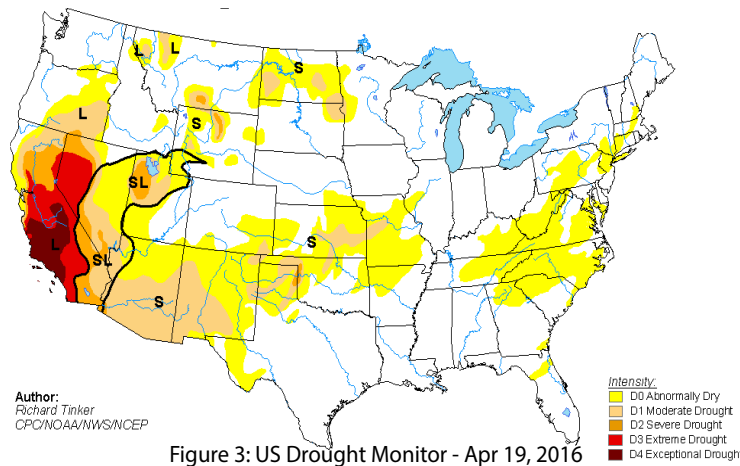 L
L
S
L
S
SL
S
L
SL
S
Author:
Richard Tinker
CPC/NOAA/NWS/NCEP
Intensity:
D0 Abnormally Dry
D1 Moderate Drought
D2 Severe Drought
D3 Extreme Drought
D4 Exceptional Drought
Figure 3: US Drought Monitor - Apr 19, 2016